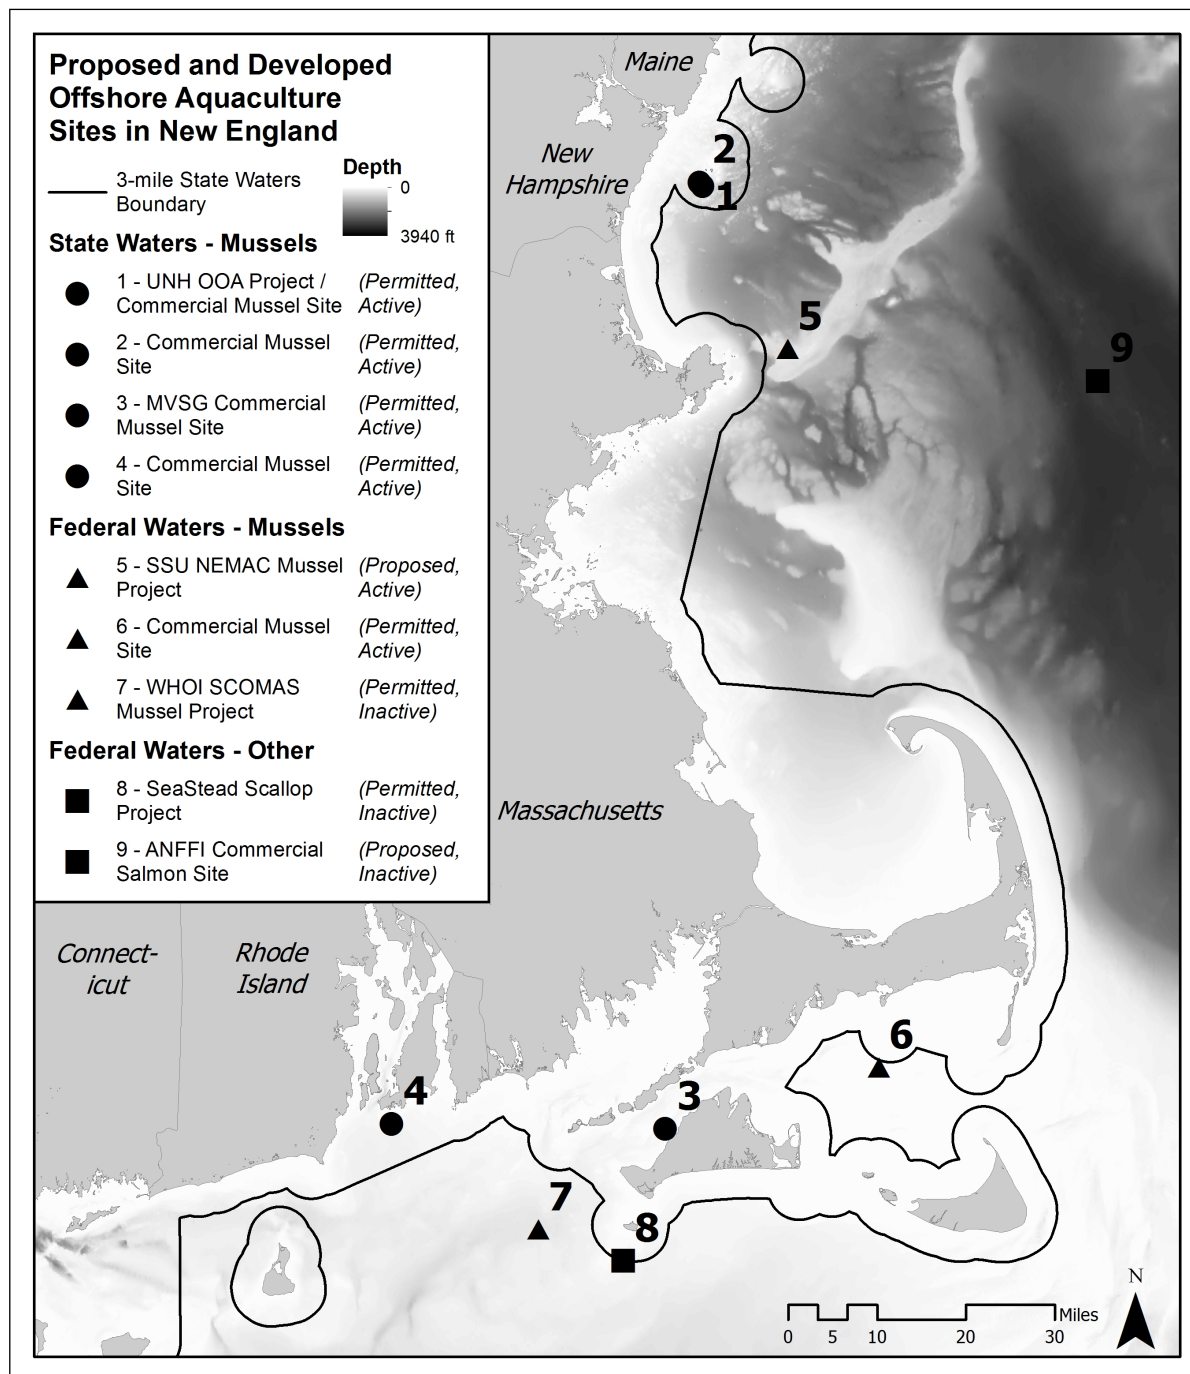 Proposed and Developed
Offshore Aquaculture
Sites in New England
3-mile State Waters
Boundary
Depth
0
3940 ft
State Waters - Mussels
1 - UNH OOA Project / (Permitted,
Commercial Mussel Site Active)
2 - Commercial Mussel (Permitted,
Site Active)
3 - MVSG Commercial (Permitted,
Mussel Site Active)
4 - Commercial Mussel (Permitted,
Site Active)
Federal Waters - Mussels
5 - SSU NEMAC Mussel (Proposed,
Project Active)
6 - Commercial Mussel (Permitted,
Site Active)
7 - WHOI SCOMAS (Permitted,
Mussel Project Inactive)
Federal Waters - Other
8 - SeaStead Scallop (Permitted,
Project Inactive)
9 - ANFFI Commercial (Proposed,
Salmon Site Inactive)
Maine
New
Hampshire
2
1
5
9
Massachusetts
Connect-
icut
Rhode
Island
6
4
3
7
8
N
Miles
0 5 10 20 30